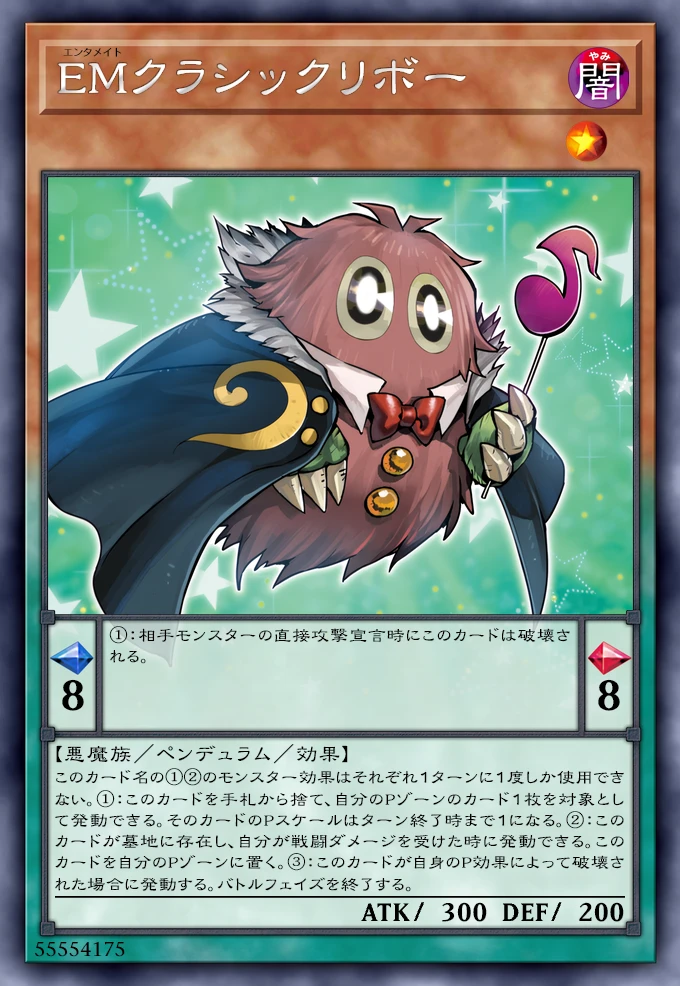 エンタメイト
EMクラシックリボー
やみ
闇
①：相手モンスターの直接攻撃宣言時にこのカードは破壊さ
れる。
8
8
【悪魔族／ペンデュラム／効果】
このカード名の①②のモンスター効果はそれぞれ1ターンに1度しか使用でき
ない。①：このカードを手札から捨て、自分のPゾーンのカード1枚を対象とし
て発動できる。そのカードのPスケールはターン終了時まで1になる。②：この
カードが墓地に存在し、自分が戦闘ダメージを受けた時に発動できる。この
カードを自分のPゾーンに置く。③：このカードが自身のP効果によって破壊さ
れた場合に発動する。バトルフェイズを終了する。
ATK/ 300 DEF/ 200
55554175